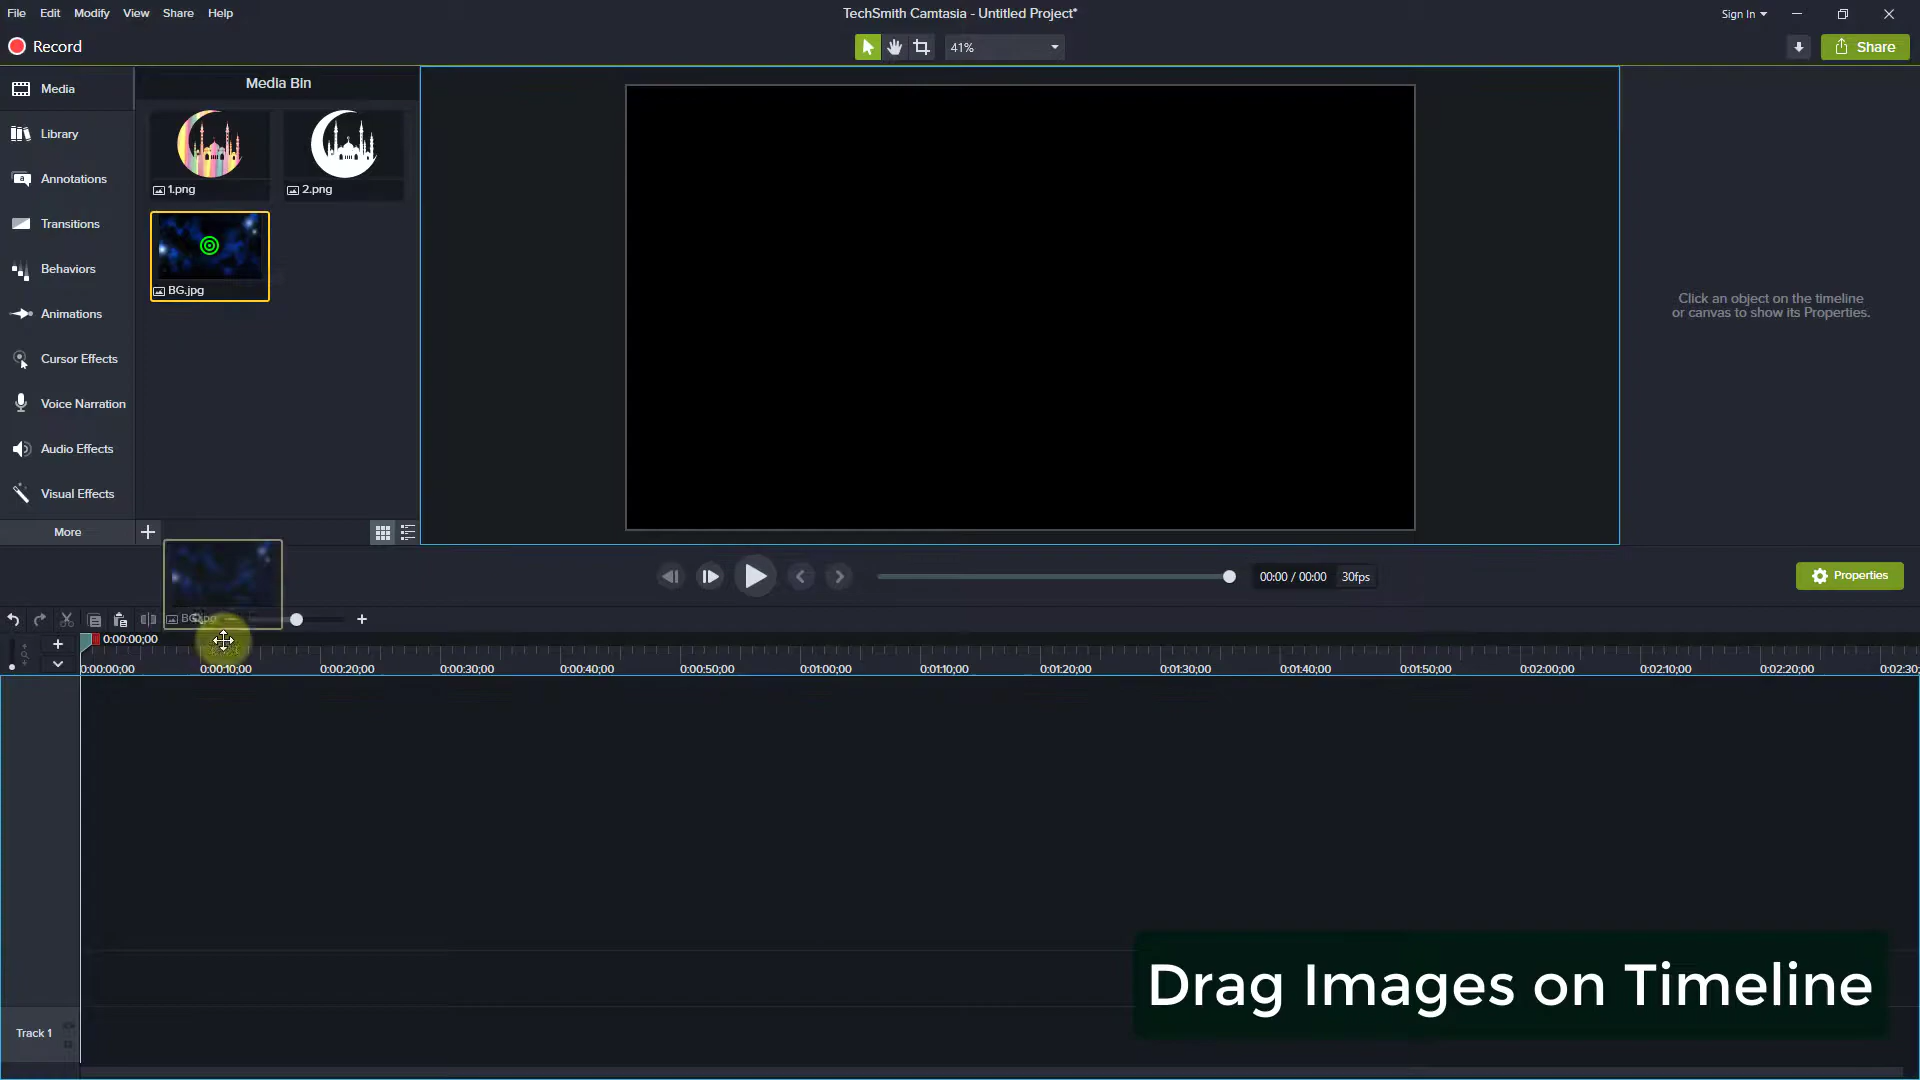 File Edit Modify View Share Help
TechSmith Camtasia - Untitled Project*
Sign In
Record
41%
Share
Media
Library
Annotations
Transitions
Behaviors
Animations
Cursor Effects
Voice Narration
Audio Effects
Visual Effects
More
Media Bin
1.png
2.png
BG.jpg
Click an object on the timeline
or canvas to show its Properties.
00:00 / 00:00 30fps
Properties
BG.jpg
0:00:00;00
0:00:00;00 0:00:10;00 0:00:20;00 0:00:30;00 0:00:40;00 0:00:50;00 0:01:00;00 0:01:10;00 0:01:20;00 0:01:30;00 0:01:40;00 0:01:50;00 0:02:00;00 0:02:10;00 0:02:20;00 0:02:30;
Drag Images on Timeline
Track 1